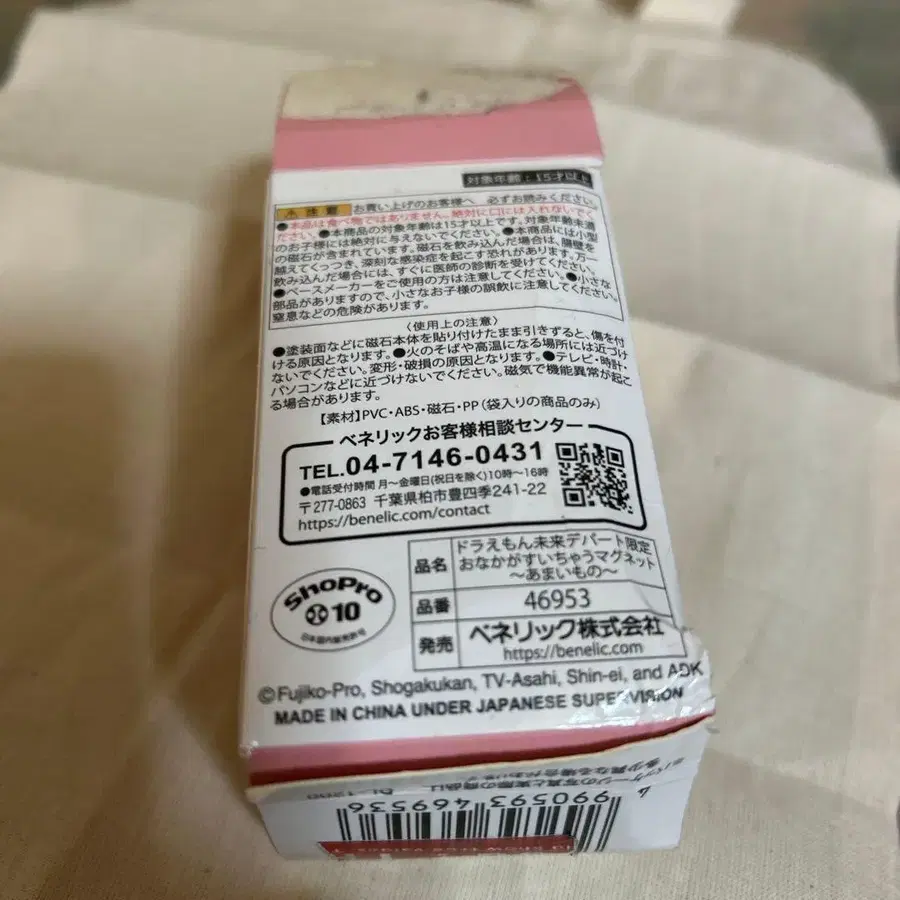 対象年齢：15才以上
⚠ 注意 お買い上げのお客様へ 必ずお読みください。
●本品は食べ物ではありません。絶対に口には入れないでく
ださい。●本商品の対象年齢は15才以上です。対象年齢未満
のお子様には絶対に与えないでください。●本商品には小型
の磁石が含まれています。磁石を飲み込んだ場合は、腸壁を
越えてくっつき、深刻な感染症を起こす恐れがあります。万一
飲み込んだ場合には、すぐに医師の診断を受けてください。
●ペースメーカーをご使用の方は注意してください。●小さな
部品がありますので、小さなお子様の誤飲に注意してください。
窒息などの危険があります。
〈使用上の注意〉
●塗装面などに磁石本体を貼り付けたまま引きずると、傷を付
ける原因となります。●火のそばや高温になる場所には近づけ
ないでください。変形・破損の原因となります。●テレビ・時計・
パソコンなどに近づけないでください。磁気で機能異常が起こ
る場合があります。
【素材】PVC・ABS・磁石・PP（袋入りの商品のみ）
ベネリックお客様相談センター
TEL.04-7146-0431
●電話受付時間 月～金曜日(祝日を除く)10時～16時
〒277-0863 千葉県柏市豊四季241-22
https://benelic.com/contact
品名 ドラえもん未来デパート限定
おなかがすいちゃうマグネット
～あまいもの～
品番 46953
発売 ベネリック株式会社
https://benelic.com
ShoPro
10
日本国内販売許可
©Fujiko-Pro, Shogakukan, TV-Asahi, Shin-ei, and ADK
MADE IN CHINA UNDER JAPANESE SUPERVISION
4 990593 469536